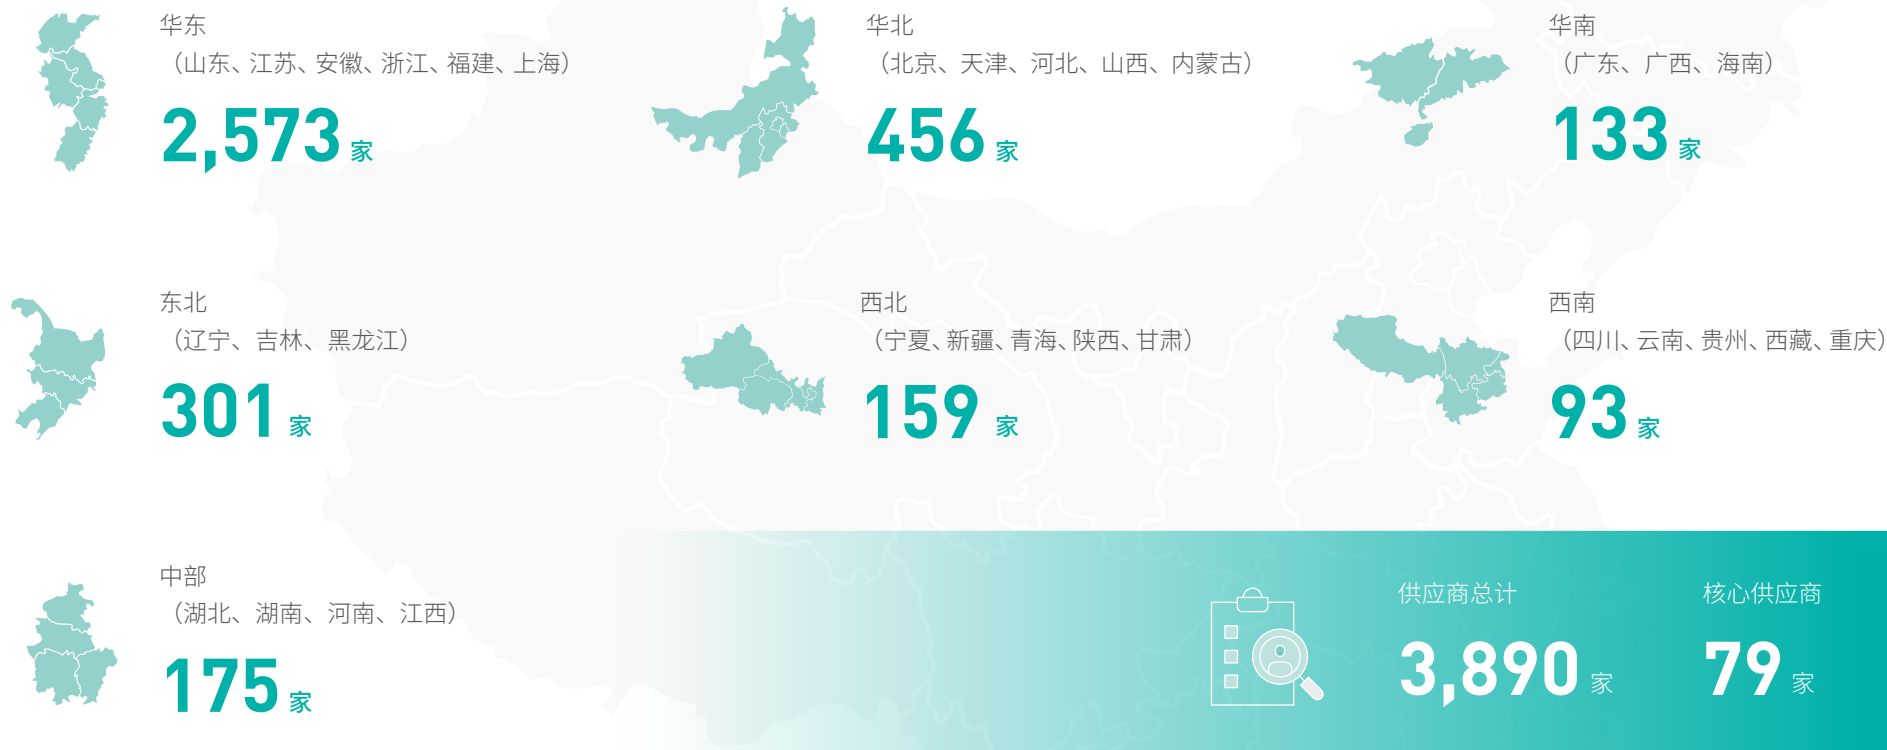 华东
（山东、江苏、安徽、浙江、福建、上海）
2,573 家
华北
（北京、天津、河北、山西、内蒙古）
456 家
华南
（广东、广西、海南）
133 家
东北
（辽宁、吉林、黑龙江）
301 家
西北
（宁夏、新疆、青海、陕西、甘肃）
159 家
西南
（四川、云南、贵州、西藏、重庆）
93 家
中部
（湖北、湖南、河南、江西）
175 家
供应商总计
3,890 家
核心供应商
79 家